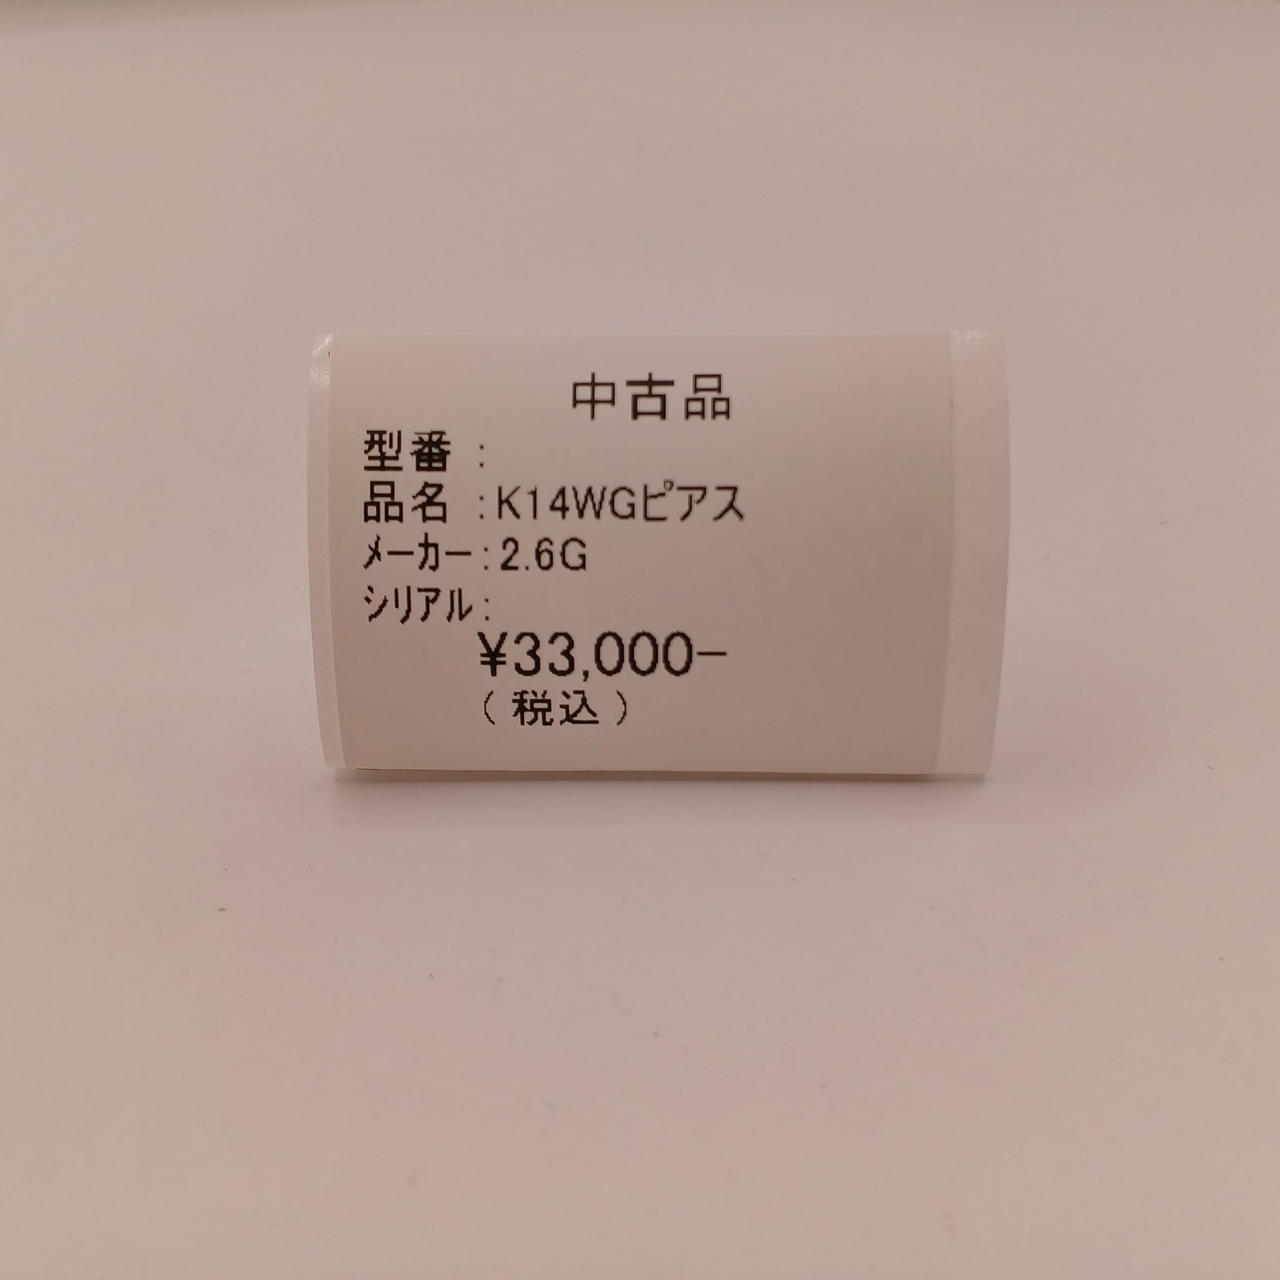 中古品
型番 :
品名 :K14WGピアス
メーカー:2.6G
シリアル:
¥33,000-
(税込)